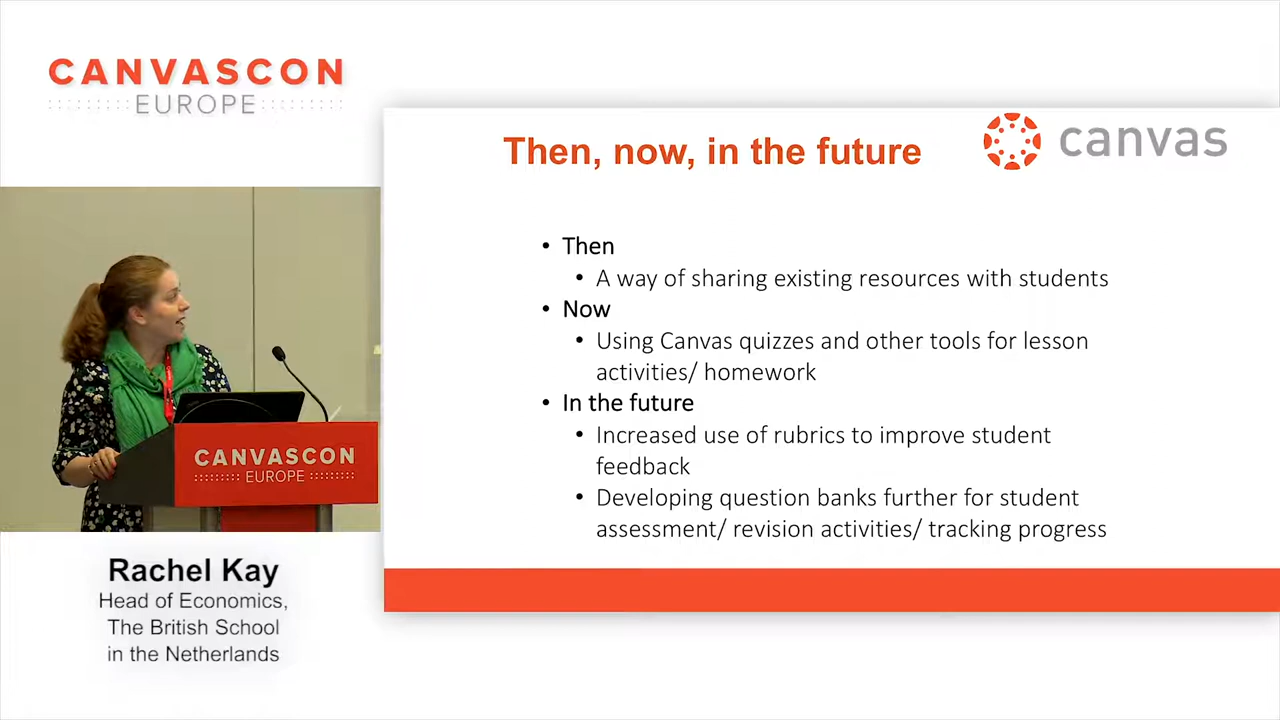 CANVASCON
EUROPE
Then, now, in the future
canvas
• Then
• A way of sharing existing resources with students
• Now
• Using Canvas quizzes and other tools for lesson
activities/ homework
• In the future
• Increased use of rubrics to improve student
feedback
• Developing question banks further for student
assessment/ revision activities/ tracking progress
CANVASCON
EUROPE
Rachel Kay
Head of Economics,
The British School
in the Netherlands